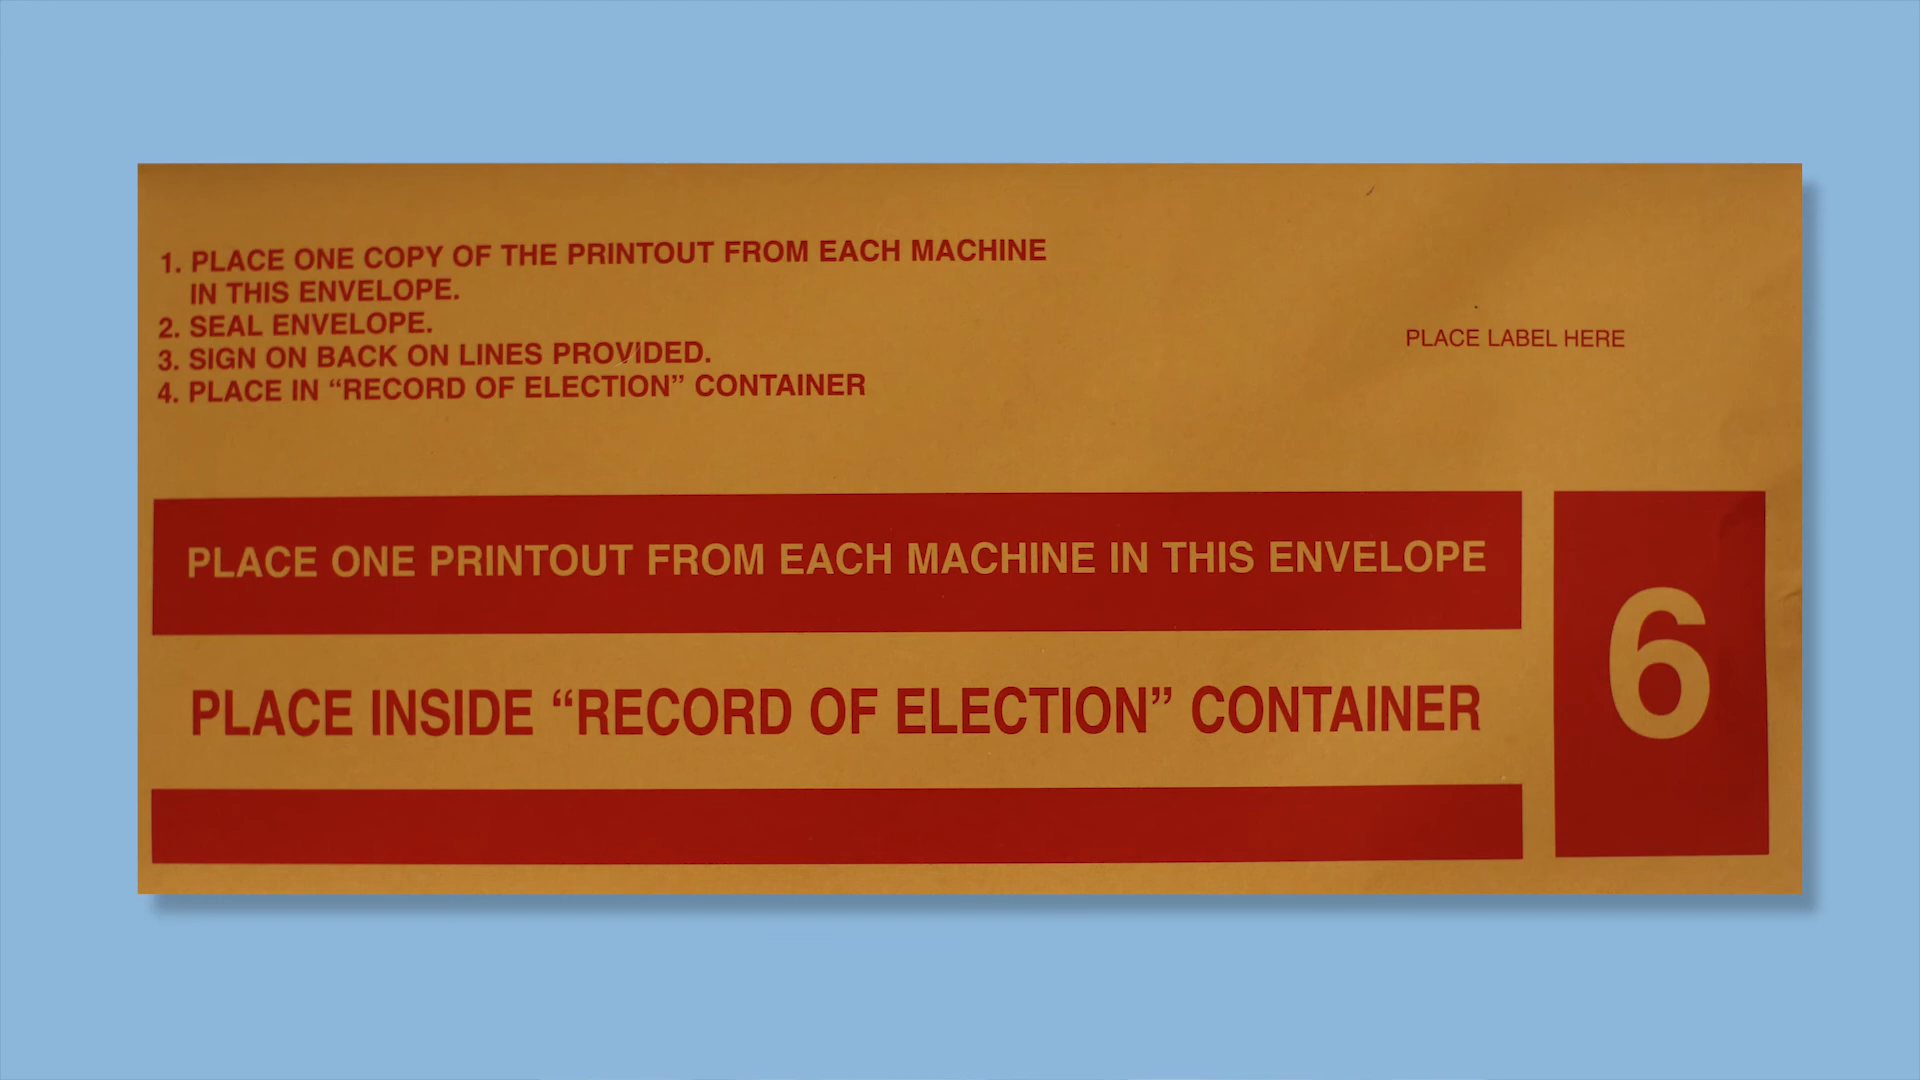 1. PLACE ONE COPY OF THE PRINTOUT FROM EACH MACHINE
IN THIS ENVELOPE.
2. SEAL ENVELOPE.
3. SIGN ON BACK ON LINES PROVIDED.
4. PLACE IN “RECORD OF ELECTION” CONTAINER
PLACE LABEL HERE
PLACE ONE PRINTOUT FROM EACH MACHINE IN THIS ENVELOPE
PLACE INSIDE “RECORD OF ELECTION” CONTAINER
6